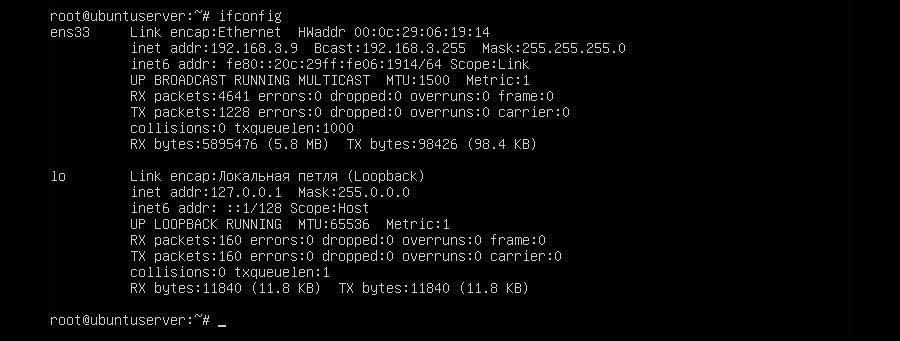 root@ubuntuserver:~# ifconfig
ens33     Link encap:Ethernet  HWaddr 00:0c:29:06:19:14
          inet addr:192.168.3.9  Bcast:192.168.3.255  Mask:255.255.255.0
          inet6 addr: fe80::20c:29ff:fe06:1914/64 Scope:Link
          UP BROADCAST RUNNING MULTICAST  MTU:1500  Metric:1
          RX packets:4641 errors:0 dropped:0 overruns:0 frame:0
          TX packets:1228 errors:0 dropped:0 overruns:0 carrier:0
          collisions:0 txqueuelen:1000
          RX bytes:5895476 (5.8 MB)  TX bytes:98426 (98.4 KB)

lo        Link encap:Локальная петля (Loopback)
          inet addr:127.0.0.1  Mask:255.0.0.0
          inet6 addr: ::1/128 Scope:Host
          UP LOOPBACK RUNNING  MTU:65536  Metric:1
          RX packets:160 errors:0 dropped:0 overruns:0 frame:0
          TX packets:160 errors:0 dropped:0 overruns:0 carrier:0
          collisions:0 txqueuelen:1
          RX bytes:11840 (11.8 KB)  TX bytes:11840 (11.8 KB)

root@ubuntuserver:~# _